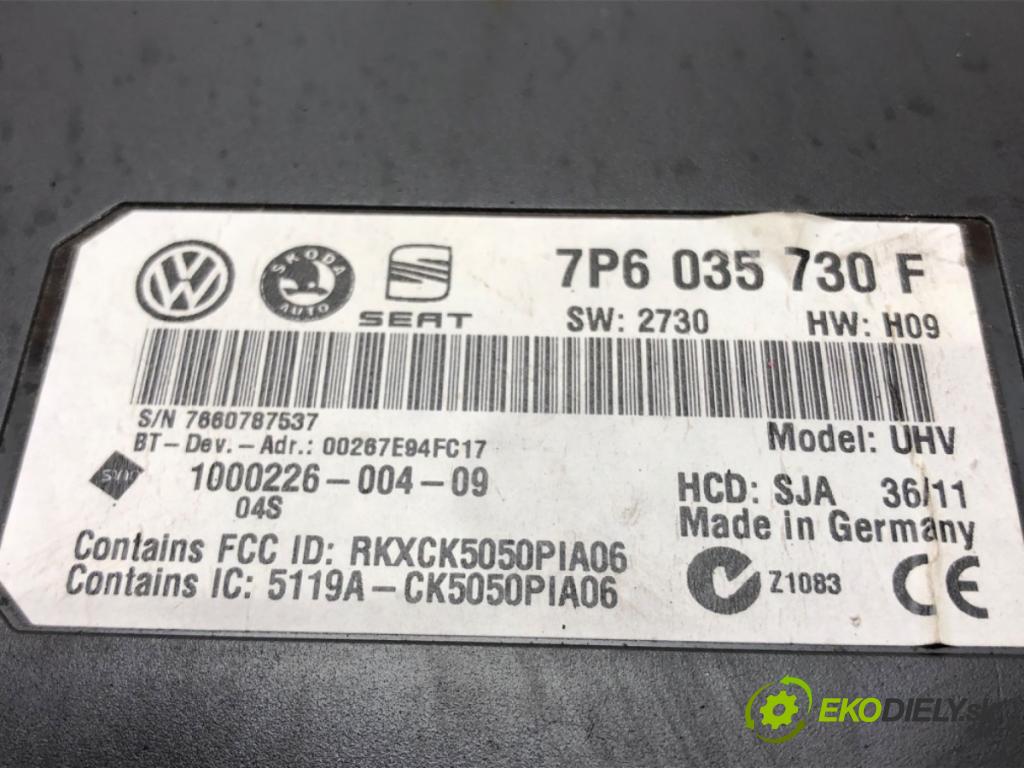 ŠKODA
AUTO
SEAT
7P6 035 730 F
SW: 2730 HW: H09
S/N 7660787537
BT-Dev.-Adr.: 00267E94FC17
Model: UHV
1000226-004-09
04S
HCD: SJA 36/11
Made in Germany
Contains FCC ID: RKXCK5050PIA06
Contains IC: 5119A-CK5050PIA06
Z1083
CE
EKODIELY.sk